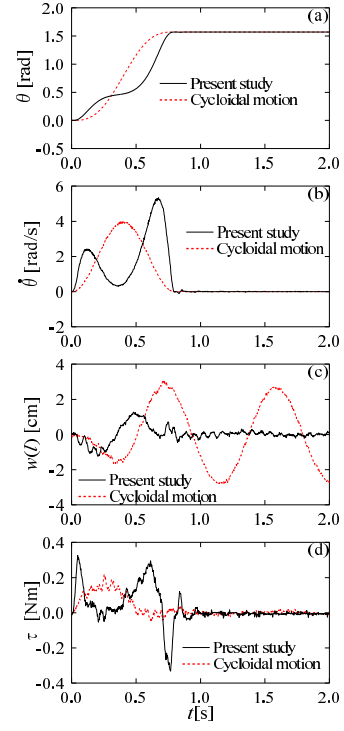 (a)
θ [rad]
1.5
1.0
0.5
0.0
-0.5
Present study
Cycloidal motion
0.0 0.5 1.0 1.5 2.0
(b)
θ̇ [rad/s]
6
4
2
0
-2
Present study
Cycloidal motion
0.0 0.5 1.0 1.5 2.0
(c)
w(l) [cm]
4
2
0
-2
-4
Present study
Cycloidal motion
0.0 0.5 1.0 1.5 2.0
(d)
τ [Nm]
0.4
0.2
0.0
-0.2
-0.4
Present study
Cycloidal motion
0.0 0.5 1.0 1.5 2.0
t[s]